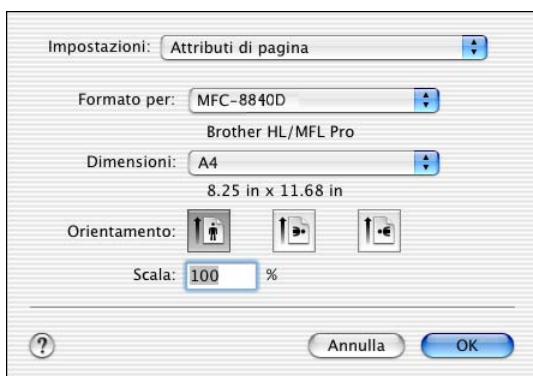 Impostazioni: Attributi di pagina
Formato per: MFC-8840D
Brother HL/MFL Pro
Dimensioni: A4
8.25 in x 11.68 in
Orientamento:
Scala: 100 %
? Annulla OK